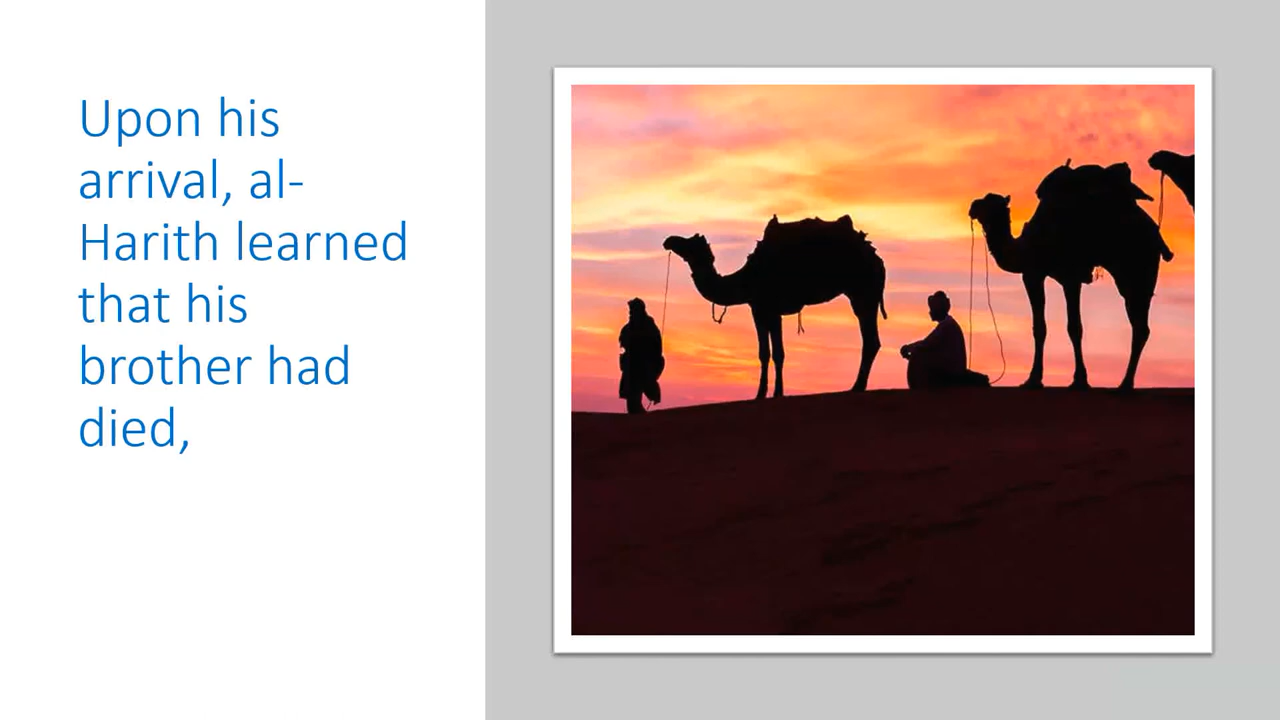 Upon his
arrival, al-
Harith learned
that his
brother had
died,